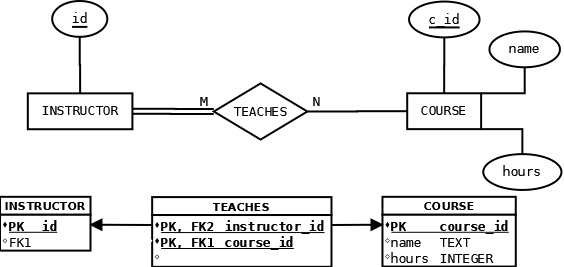 id
c_id
name
INSTRUCTOR
M
TEACHES
N
COURSE
hours
INSTRUCTOR
PK id
FK1
TEACHES
PK, FK2 instructor_id
PK, FK1 course_id
COURSE
PK course_id
name TEXT
hours INTEGER